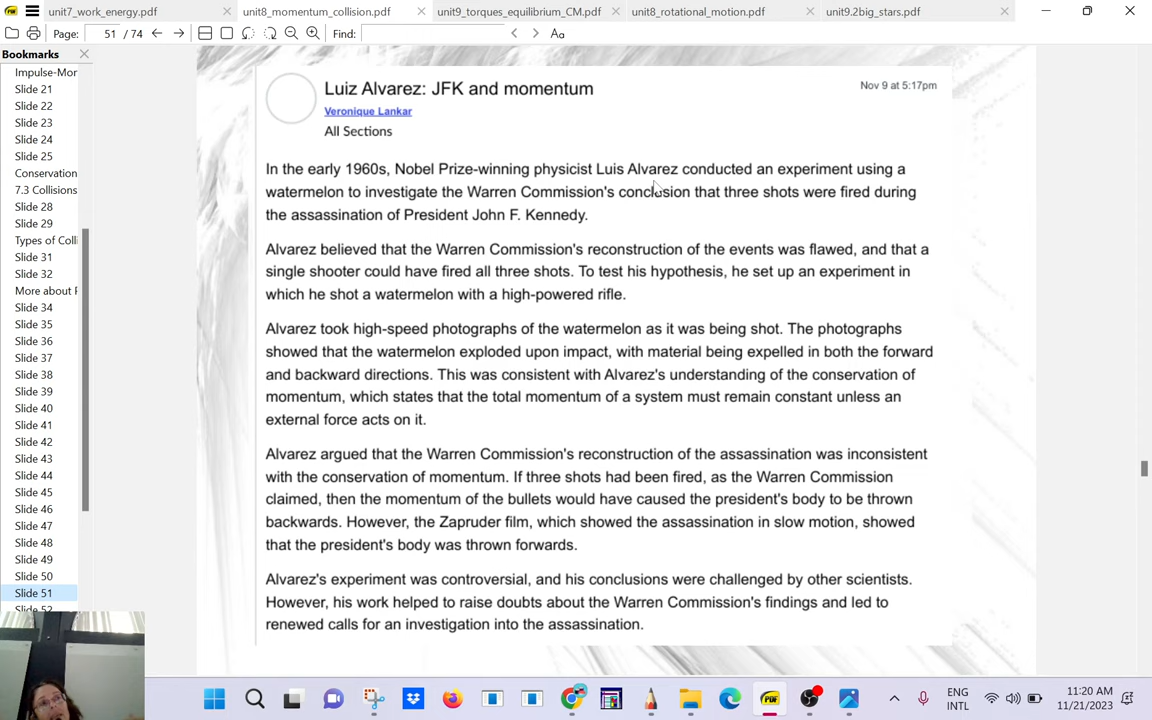 unit7_work_energy.pdf
unit8_momentum_collision.pdf
unit9_torques_equilibrium_CM.pdf
unit8_rotational_motion.pdf
unit9.2big_stars.pdf
Page: 51 / 74
Find:
Aa
Bookmarks
Impulse-Mor
Slide 21
Slide 22
Slide 23
Slide 24
Slide 25
Conservation
7.3 Collisions
Slide 28
Slide 29
Types of Colli
Slide 31
Slide 32
More about F
Slide 34
Slide 35
Slide 36
Slide 37
Slide 38
Slide 39
Slide 40
Slide 41
Slide 42
Slide 43
Slide 44
Slide 45
Slide 46
Slide 47
Slide 48
Slide 49
Slide 50
Slide 51
Slide 52
Luiz Alvarez: JFK and momentum
Nov 9 at 5:17pm
Veronique Lankar
All Sections
In the early 1960s, Nobel Prize-winning physicist Luis Alvarez conducted an experiment using a
watermelon to investigate the Warren Commission's conclusion that three shots were fired during
the assassination of President John F. Kennedy.
Alvarez believed that the Warren Commission's reconstruction of the events was flawed, and that a
single shooter could have fired all three shots. To test his hypothesis, he set up an experiment in
which he shot a watermelon with a high-powered rifle.
Alvarez took high-speed photographs of the watermelon as it was being shot. The photographs
showed that the watermelon exploded upon impact, with material being expelled in both the forward
and backward directions. This was consistent with Alvarez's understanding of the conservation of
momentum, which states that the total momentum of a system must remain constant unless an
external force acts on it.
Alvarez argued that the Warren Commission's reconstruction of the assassination was inconsistent
with the conservation of momentum. If three shots had been fired, as the Warren Commission
claimed, then the momentum of the bullets would have caused the president's body to be thrown
backwards. However, the Zapruder film, which showed the assassination in slow motion, showed
that the president's body was thrown forwards.
Alvarez's experiment was controversial, and his conclusions were challenged by other scientists.
However, his work helped to raise doubts about the Warren Commission's findings and led to
renewed calls for an investigation into the assassination.
ENG
INTL
11:20 AM
11/21/2023